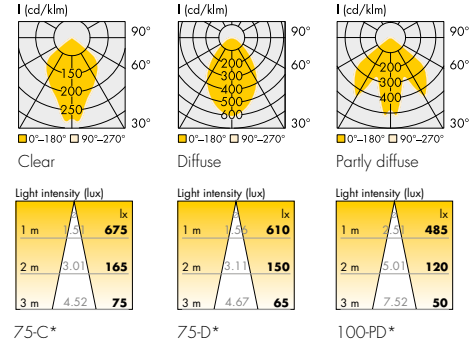 I (cd/klm)
90°
60°
150
200
250
30°
0°–180° 90°–270°
Clear
I (cd/klm)
90°
60°
200
300
400
500
600
30°
0°–180° 90°–270°
Diffuse
I (cd/klm)
90°
60°
200
300
400
30°
0°–180° 90°–270°
Partly diffuse
Light intensity (lux)
lx
1 m 1.51 675
2 m 3.01 165
3 m 4.52 75
75-C*
Light intensity (lux)
lx
1 m 1.56 610
2 m 3.11 150
3 m 4.67 65
75-D*
Light intensity (lux)
lx
1 m 2.51 485
2 m 5.01 120
3 m 7.52 50
100-PD*